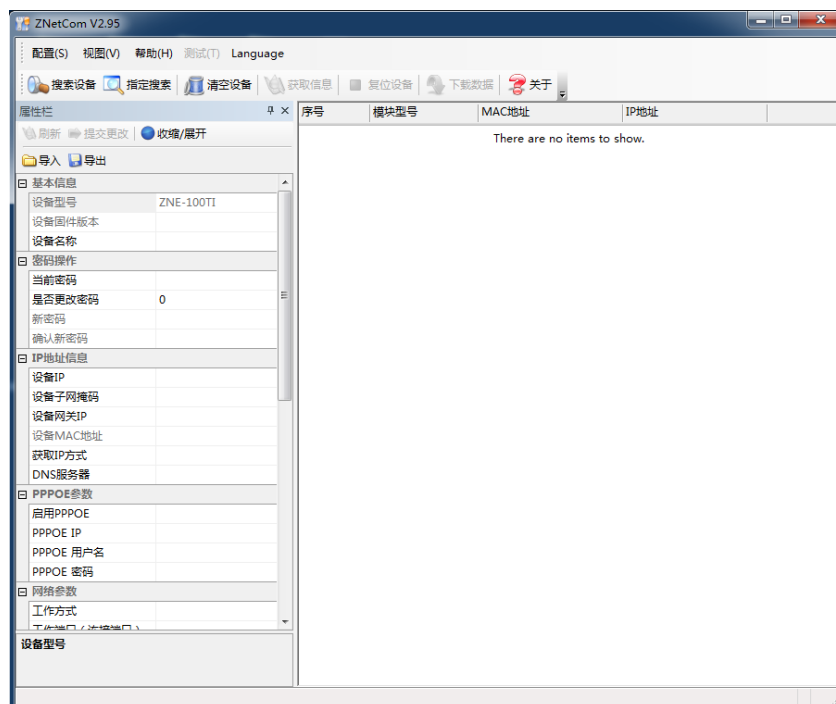 ZNetCom V2.95
配置(S) 视图(V) 帮助(H) 测试(T) Language
搜索设备 指定搜索 清空设备 获取信息 复位设备 下载数据 关于
属性栏
序号 模块型号 MAC地址 IP地址
刷新 提交更改 收缩/展开
There are no items to show.
导入 导出
基本信息
设备型号 ZNE-100TI
设备固件版本
设备名称
密码操作
当前密码
是否更改密码 0
新密码
确认新密码
IP地址信息
设备IP
设备子网掩码
设备网关IP
设备MAC地址
获取IP方式
DNS服务器
PPPOE参数
启用PPPOE
PPPOE IP
PPPOE 用户名
PPPOE 密码
网络参数
工作方式
工作端口(连接端口)
设备型号